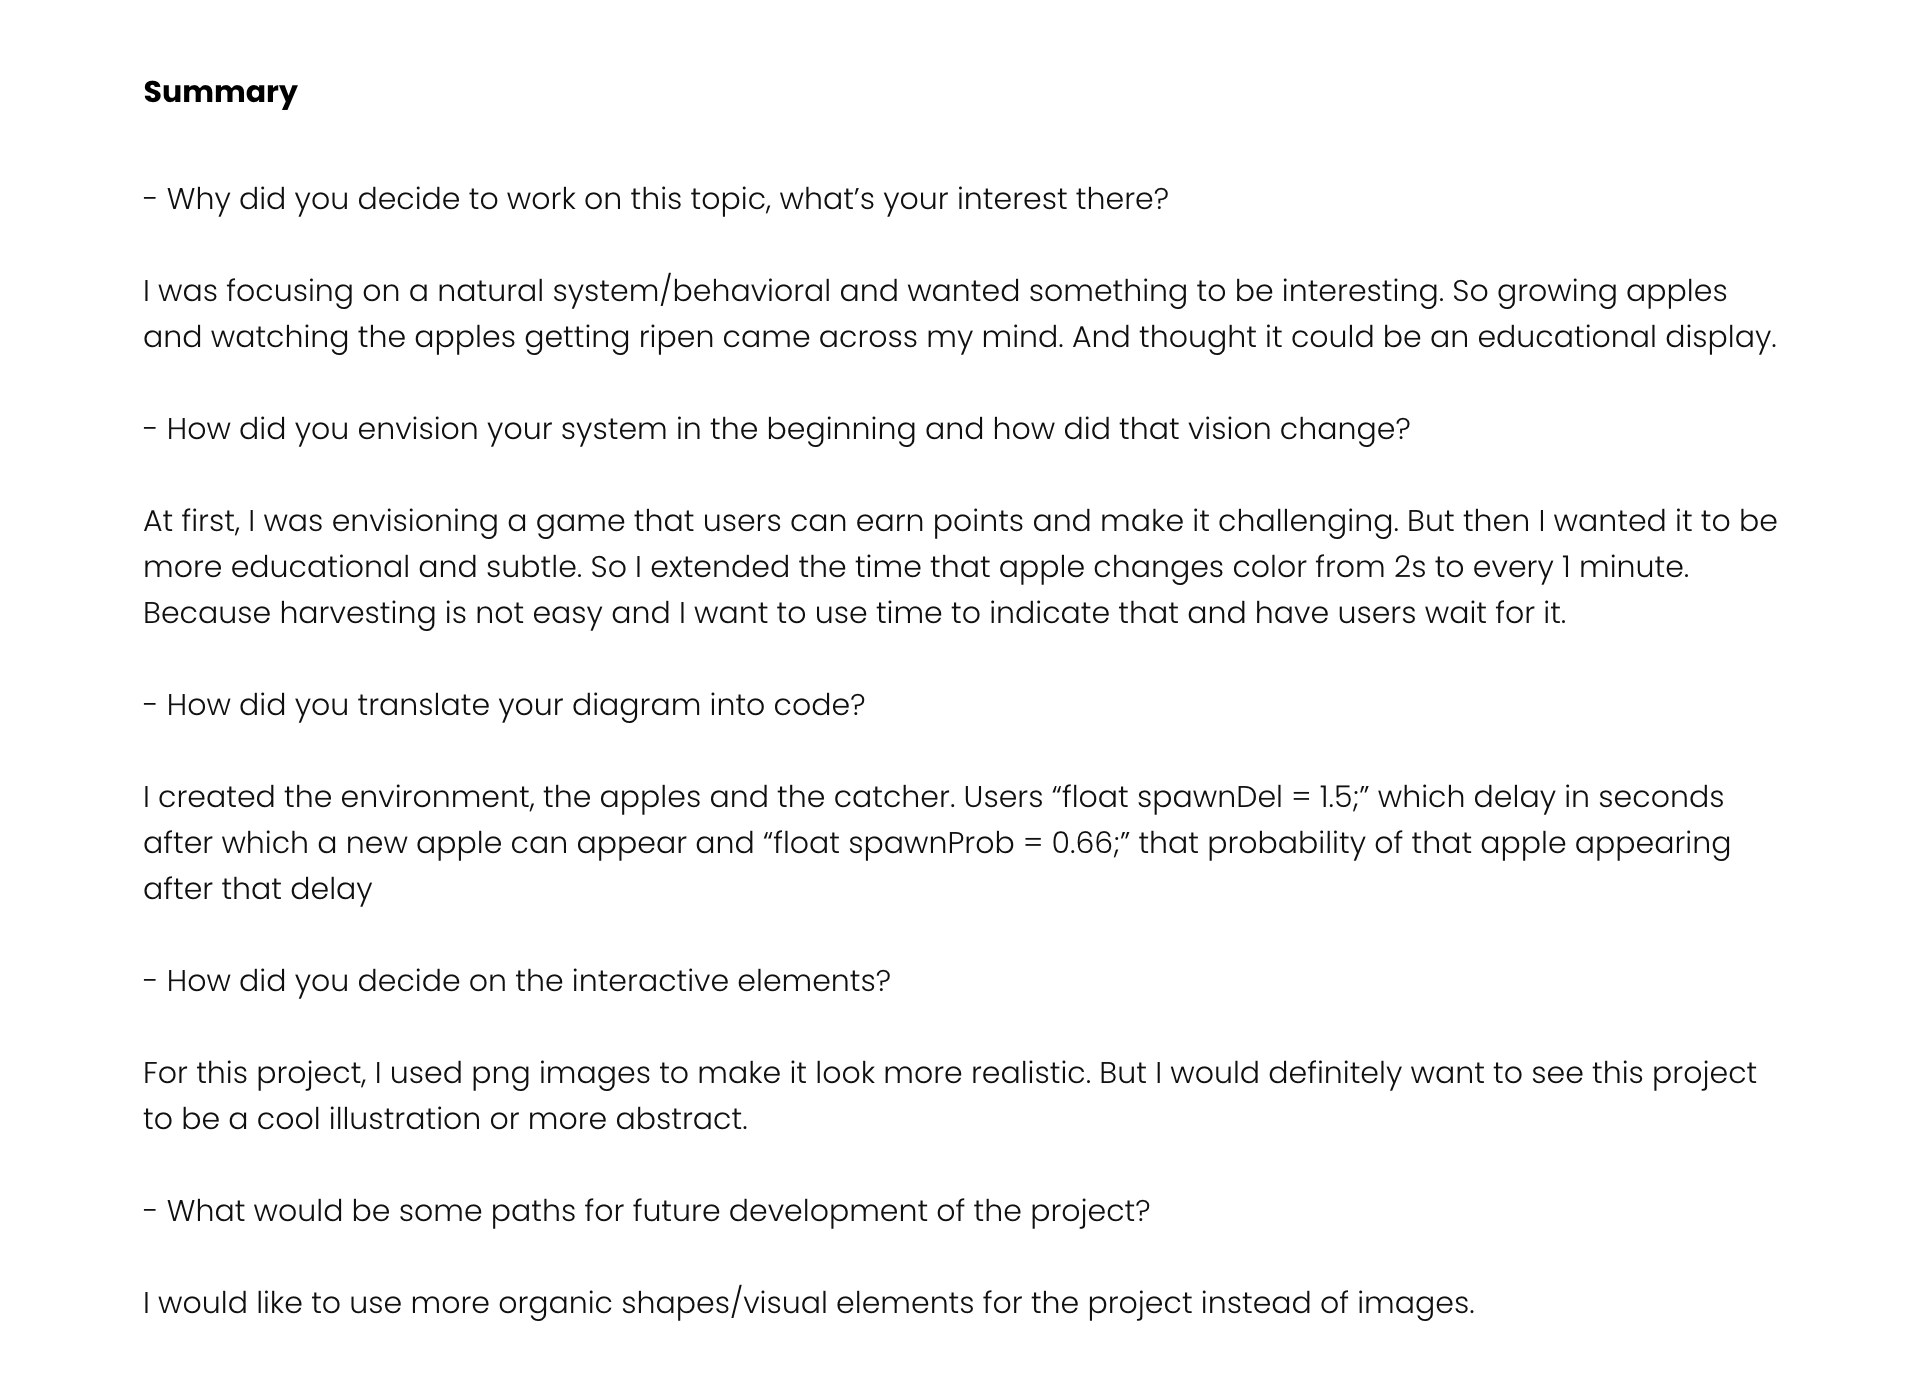 Summary
- Why did you decide to work on this topic, what’s your interest there?
I was focusing on a natural system/behavioral and wanted something to be interesting. So growing apples
and watching the apples getting ripen came across my mind. And thought it could be an educational display.
- How did you envision your system in the beginning and how did that vision change?
At first, I was envisioning a game that users can earn points and make it challenging. But then I wanted it to be
more educational and subtle. So I extended the time that apple changes color from 2s to every 1 minute.
Because harvesting is not easy and I want to use time to indicate that and have users wait for it.
- How did you translate your diagram into code?
I created the environment, the apples and the catcher. Users “float spawnDel = 1.5;” which delay in seconds
after which a new apple can appear and “float spawnProb = 0.66;” that probability of that apple appearing
after that delay
- How did you decide on the interactive elements?
For this project, I used png images to make it look more realistic. But I would definitely want to see this project
to be a cool illustration or more abstract.
- What would be some paths for future development of the project?
I would like to use more organic shapes/visual elements for the project instead of images.